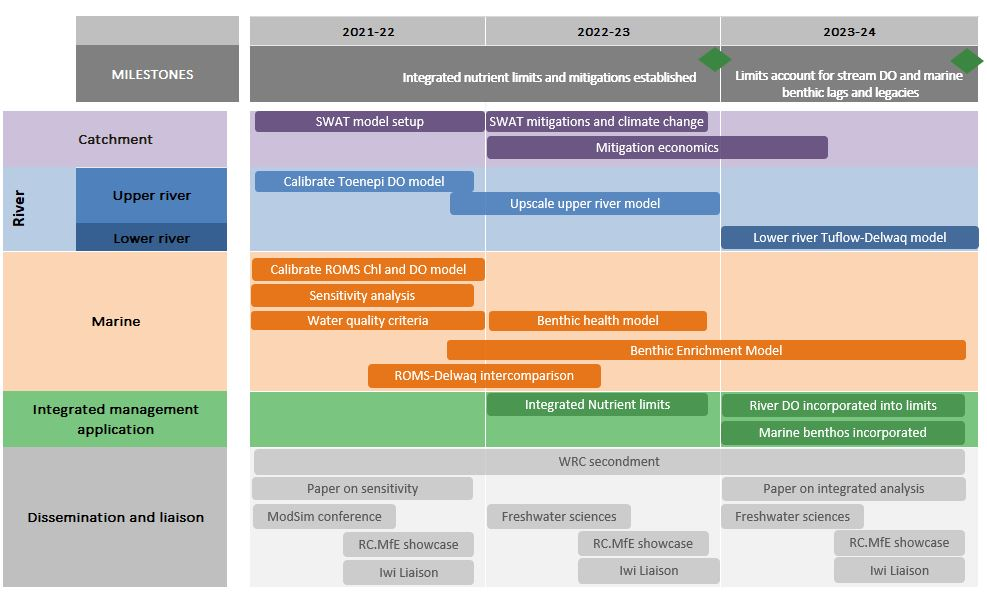 2021-22 2022-23 2023-24
MILESTONES
Integrated nutrient limits and mitigations established
Limits account for stream DO and marine
benthic lags and legacies
Catchment
SWAT model setup
SWAT mitigations and climate change
Mitigation economics
River
Upper river
Calibrate Toenepi DO model
Upscale upper river model
Lower river
Lower river Tuflow-Delwaq model
Marine
Calibrate ROMS Chl and DO model
Sensitivity analysis
Water quality criteria
Benthic health model
Benthic Enrichment Model
ROMS-Delwaq intercomparison
Integrated management
application
Integrated Nutrient limits
River DO incorporated into limits
Marine benthos incorporated
Dissemination and liaison
WRC secondment
Paper on sensitivity
Paper on integrated analysis
ModSim conference
Freshwater sciences
Freshwater sciences
RC.MfE showcase
RC.MfE showcase
RC.MfE showcase
Iwi Liaison
Iwi Liaison
Iwi Liaison